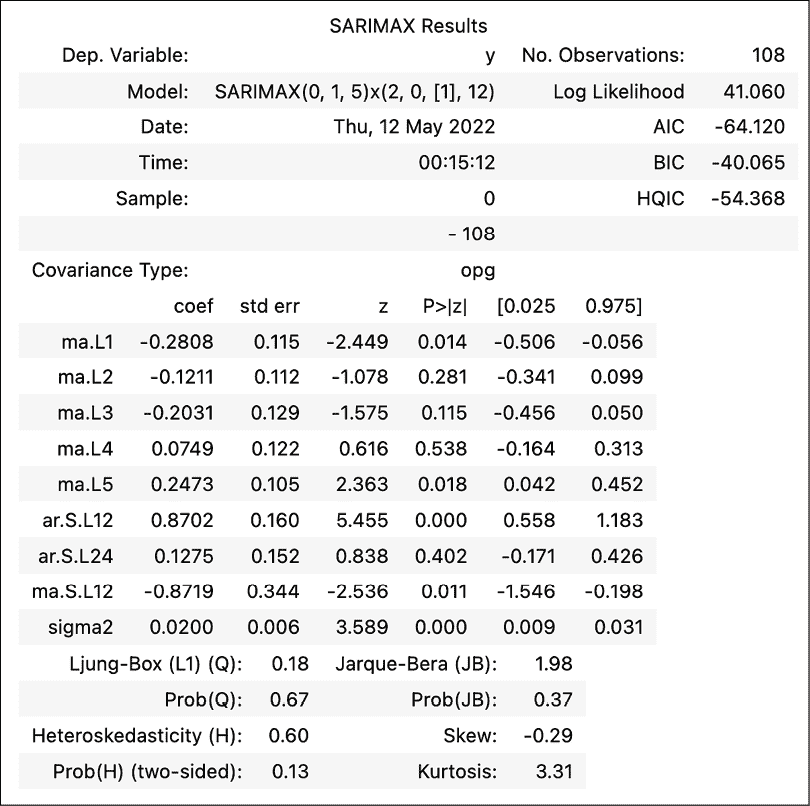 SARIMAX Results
Dep. Variable: y No. Observations: 108
Model: SARIMAX(0, 1, 5)x(2, 0, [1], 12) Log Likelihood 41.060
Date: Thu, 12 May 2022 AIC -64.120
Time: 00:15:12 BIC -40.065
Sample: 0 HQIC -54.368
- 108
Covariance Type: opg
coef std err z P>|z| [0.025 0.975]
ma.L1 -0.2808 0.115 -2.449 0.014 -0.506 -0.056
ma.L2 -0.1211 0.112 -1.078 0.281 -0.341 0.099
ma.L3 -0.2031 0.129 -1.575 0.115 -0.456 0.050
ma.L4 0.0749 0.122 0.616 0.538 -0.164 0.313
ma.L5 0.2473 0.105 2.363 0.018 0.042 0.452
ar.S.L12 0.8702 0.160 5.455 0.000 0.558 1.183
ar.S.L24 0.1275 0.152 0.838 0.402 -0.171 0.426
ma.S.L12 -0.8719 0.344 -2.536 0.011 -1.546 -0.198
sigma2 0.0200 0.006 3.589 0.000 0.009 0.031
Ljung-Box (L1) (Q): 0.18 Jarque-Bera (JB): 1.98
Prob(Q): 0.67 Prob(JB): 0.37
Heteroskedasticity (H): 0.60 Skew: -0.29
Prob(H) (two-sided): 0.13 Kurtosis: 3.31